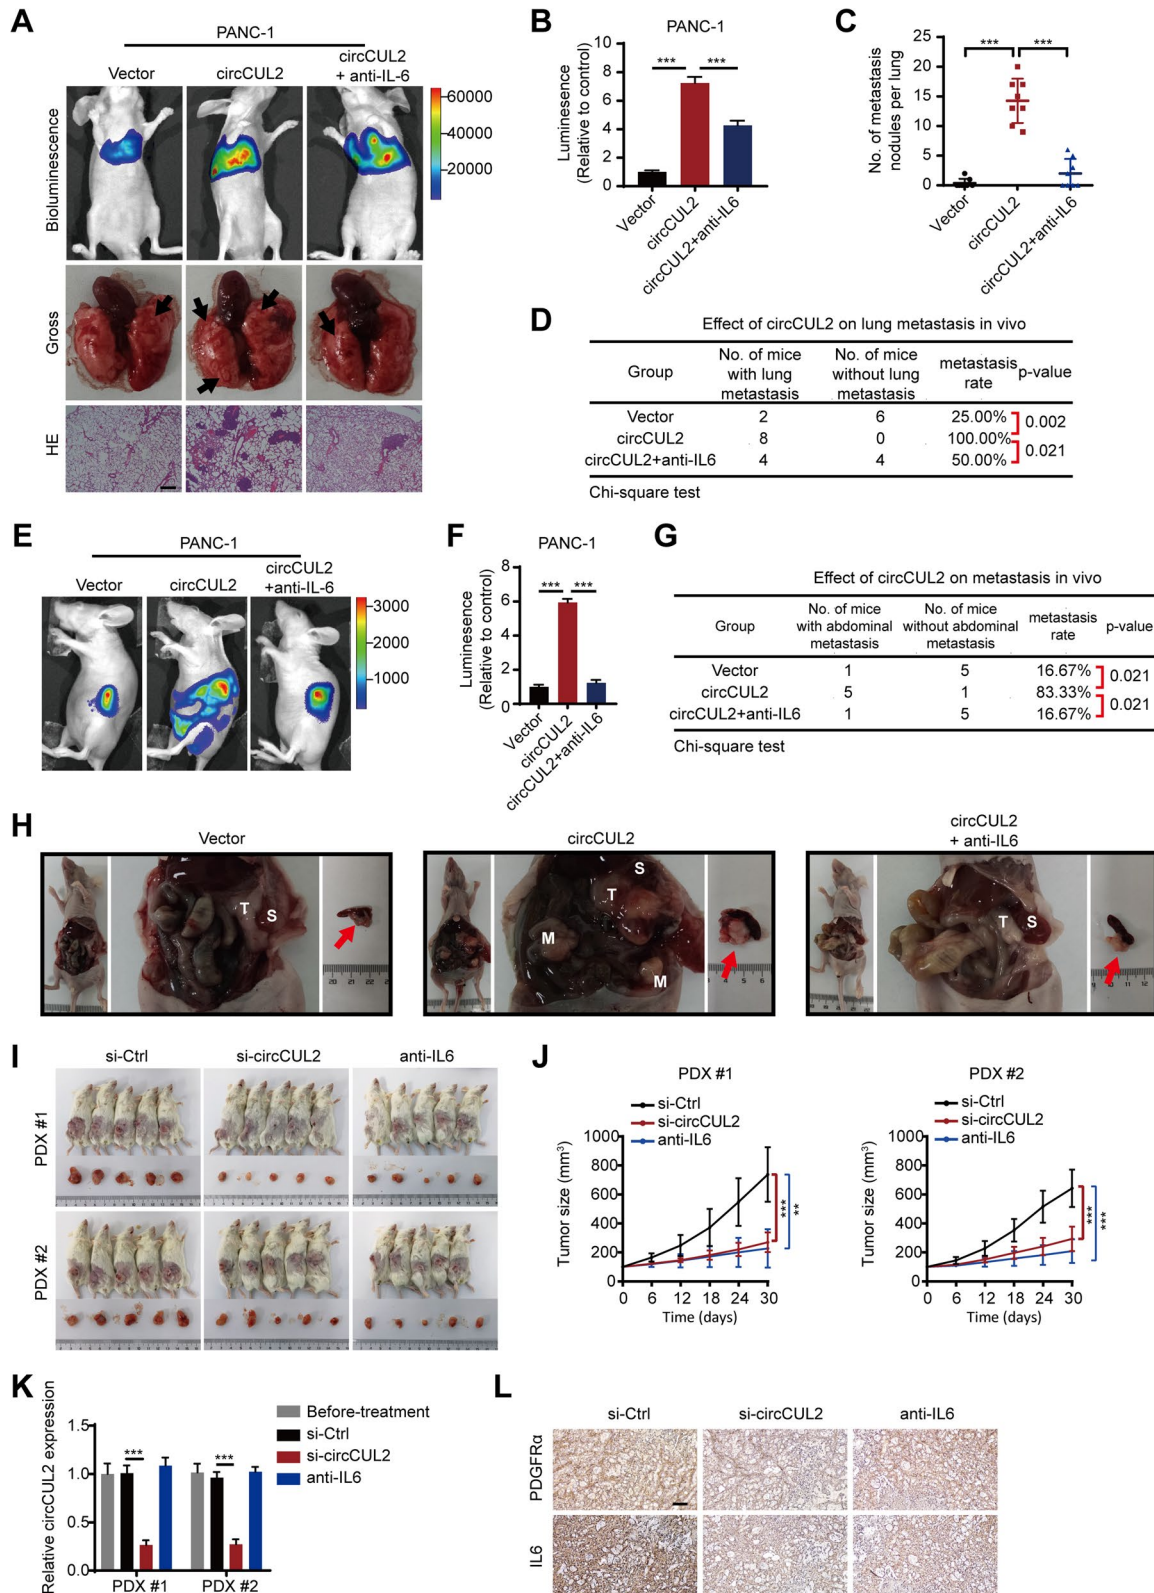 A
PANC-1
Vector
circCUL2
circCUL2
+ anti-IL-6
Bioluminescence
60000
40000
20000
Gross
HE
B
PANC-1
Luminesence
(Relative to control)
10
8
6
4
2
0
***
***
Vector
circCUL2
circCUL2+anti-IL6
C
No. of metastasis
nodules per lung
25
20
15
10
5
0
***
***
Vector
circCUL2
circCUL2+anti-IL6
D
Effect of circCUL2 on lung metastasis in vivo
Group
No. of mice
with lung
metastasis
No. of mice
without lung
metastasis
metastasis
rate
p-value
Vector 2 6 25.00%
circCUL2 8 0 100.00%
circCUL2+anti-IL6 4 4 50.00%
0.002
0.021
Chi-square test
E
PANC-1
Vector
circCUL2
circCUL2
+anti-IL-6
3000
2000
1000
F
PANC-1
Luminesence
(Relative to control)
8
6
4
2
0
***
***
Vector
circCUL2
circCUL2+anti-IL6
G
Effect of circCUL2 on metastasis in vivo
Group
No. of mice
with abdominal
metastasis
No. of mice
without abdominal
metastasis
metastasis
rate
p-value
Vector 1 5 16.67%
circCUL2 5 1 83.33%
circCUL2+anti-IL6 1 5 16.67%
0.021
0.021
Chi-square test
H
Vector
T
S
20 21 22
circCUL2
S
T
M
M
4 5 6
circCUL2
+ anti-IL6
T
S
10 11 12
I
si-Ctrl
si-circCUL2
anti-IL6
PDX #1
PDX #2
J
PDX #1
si-Ctrl
si-circCUL2
anti-IL6
Tumor size (mm³)
1000
800
600
400
200
0
0 6 12 18 24 30
Time (days)
***
**
PDX #2
si-Ctrl
si-circCUL2
anti-IL6
Tumor size (mm³)
1000
800
600
400
200
0
0 6 12 18 24 30
Time (days)
***
***
K
Relative circCUL2 expression
1.5
1.0
0.5
0.0
***
***
PDX #1
PDX #2
Before-treatment
si-Ctrl
si-circCUL2
anti-IL6
L
si-Ctrl
si-circCUL2
anti-IL6
PDGFRα
IL6